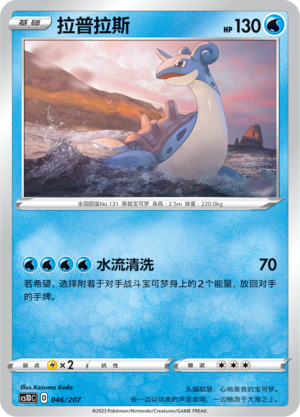 基础
拉普拉斯
HP 130
全国图鉴No.131 乘载宝可梦 身高：2.5m 体重：220.0kg
水流清洗 70
若希望，选择附着于对手战斗宝可梦身上的2个能量，放回对手的手牌。
弱点 ×2 抵抗力 撤退
头脑聪慧，心地善良的宝可梦。
会一边以优美的声音歌唱，一边畅游于大海之上。
Illus.Kazuma Koda
CS1DC D 046/207
©2023 Pokémon/Nintendo/Creatures/GAME FREAK.